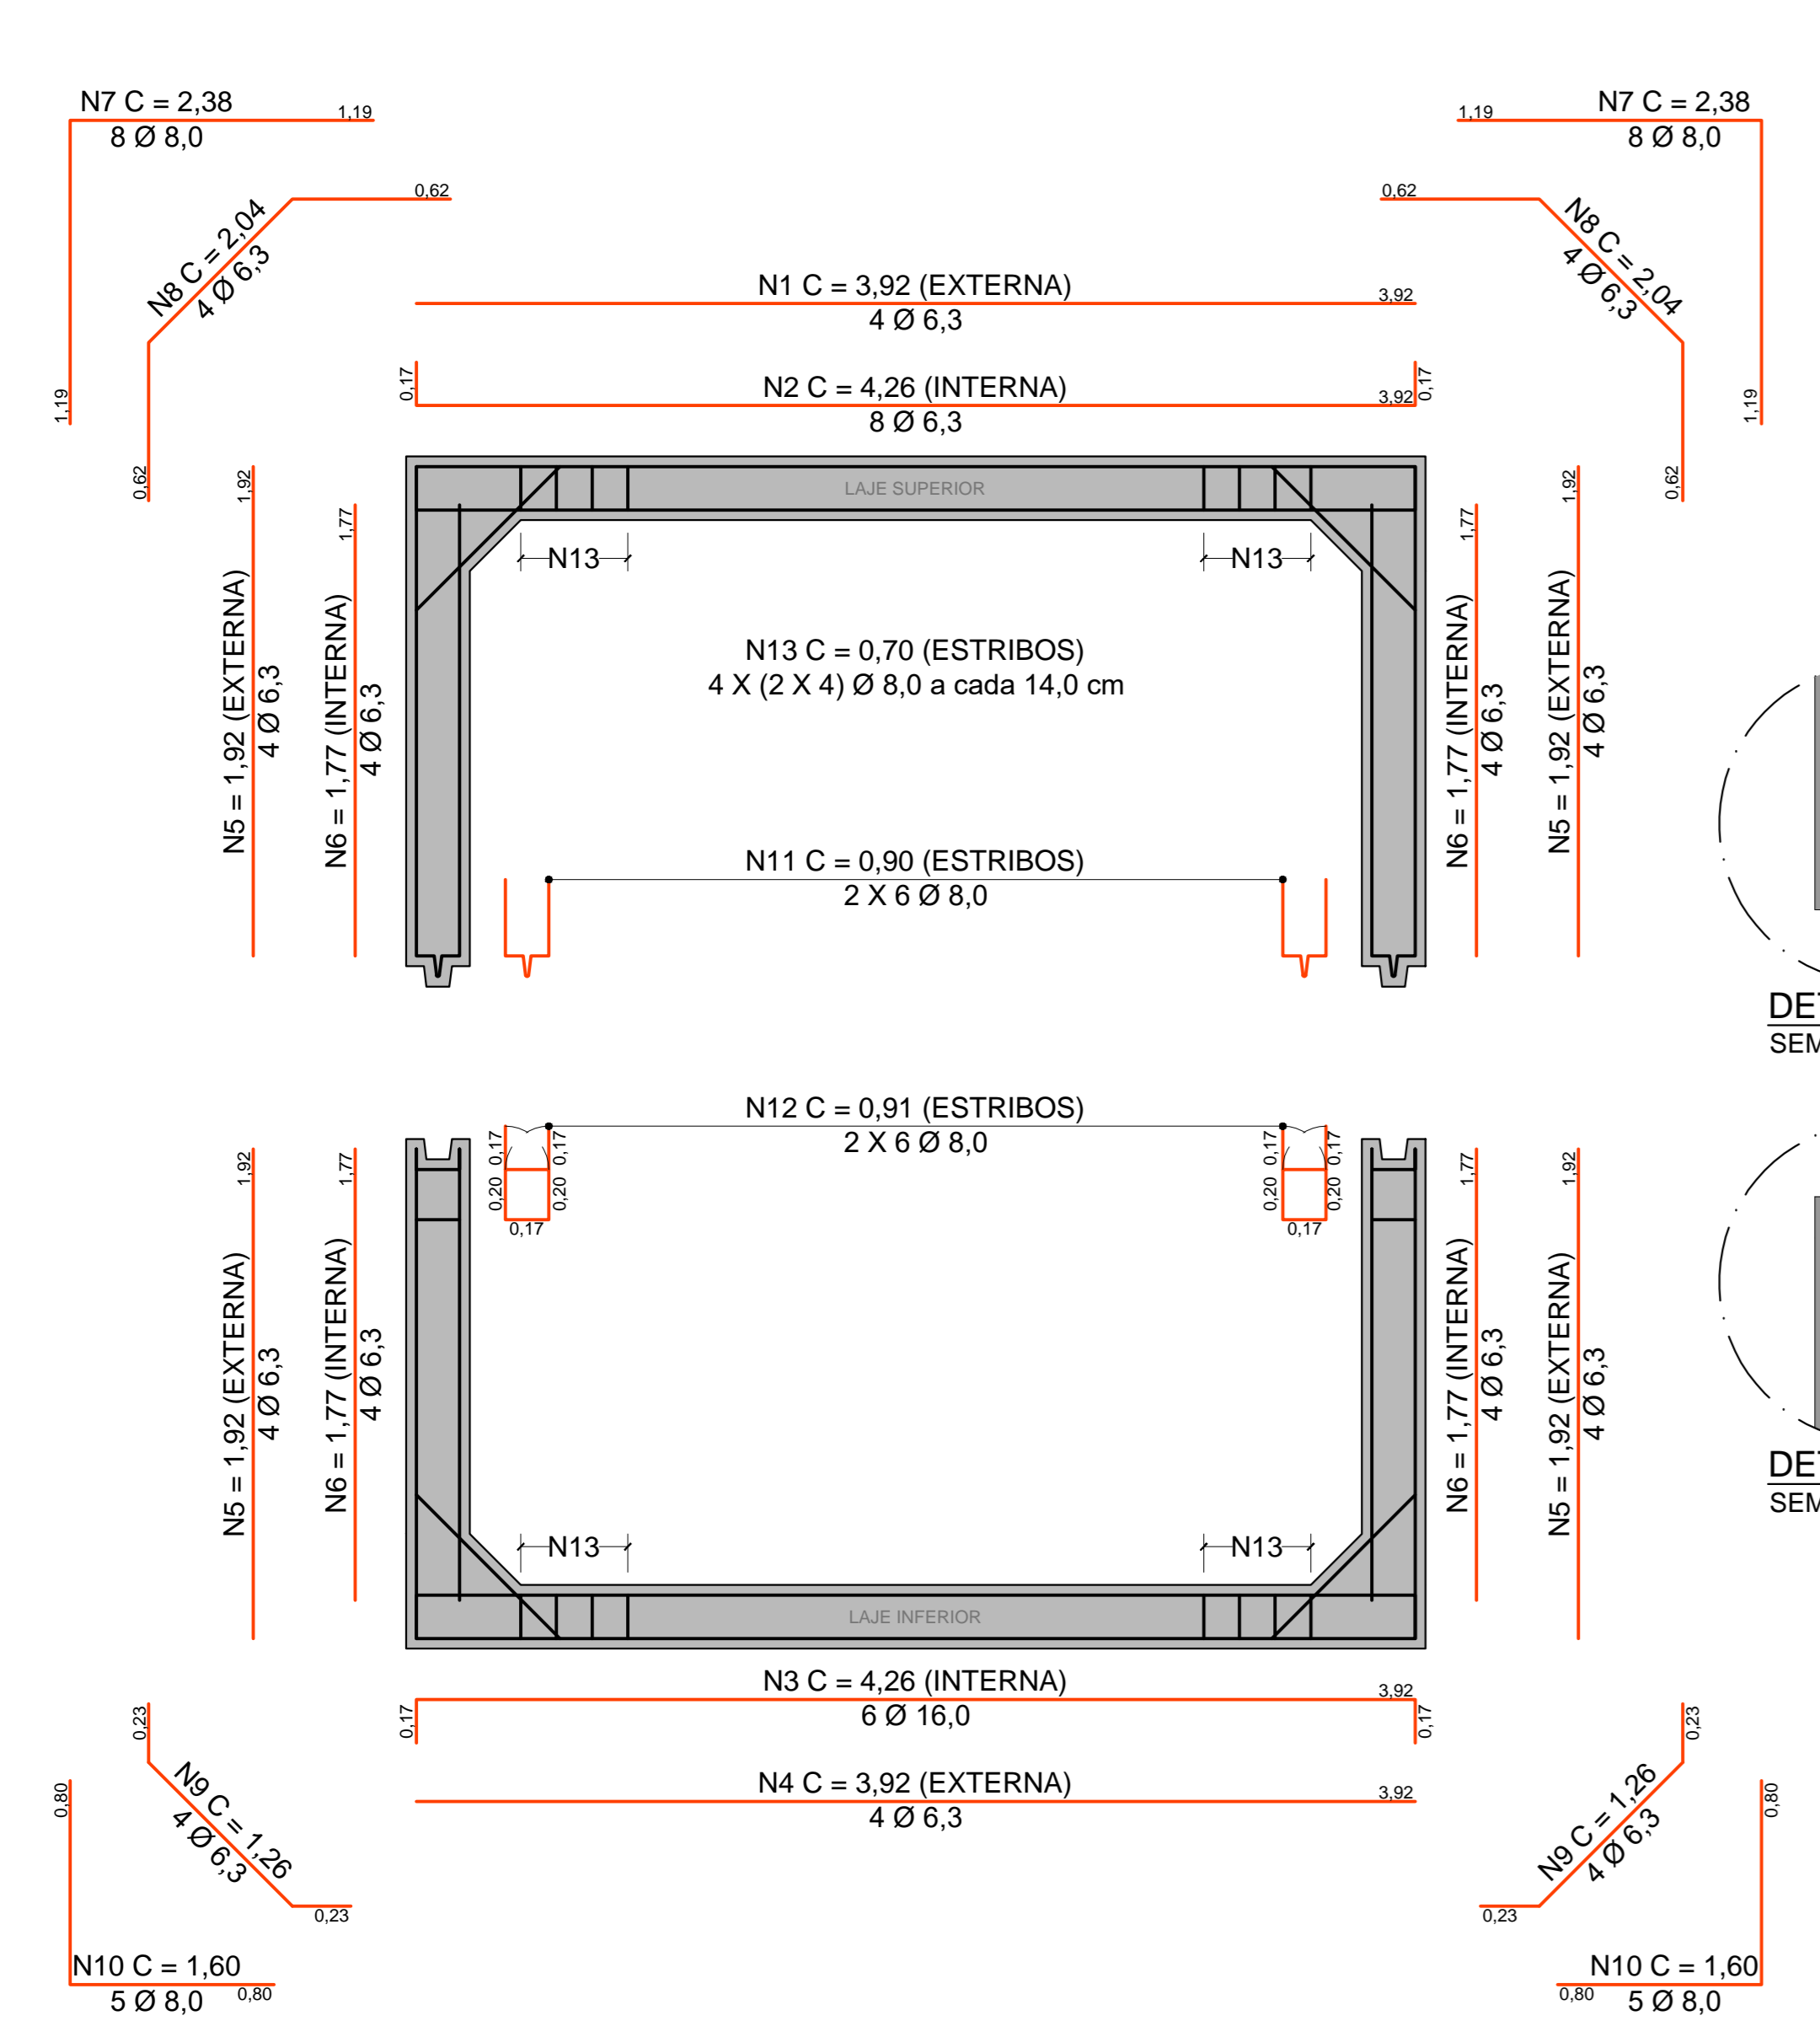 N7 C = 2,38
1,19
8 Ø 8,0
1,19
N7 C = 2,38
1,19
8 Ø 8,0
1,19
N8 C = 2,04
4 Ø 6,3
0,62
0,62
N8 C = 2,04
4 Ø 6,3
0,62
0,62
N1 C = 3,92 (EXTERNA)
3,92
4 Ø 6,3
N2 C = 4,26 (INTERNA)
0,17
3,92
0,17
8 Ø 6,3
LAJE SUPERIOR
N13
N13
1,92
N5 = 1,92 (EXTERNA)
4 Ø 6,3
1,77
N6 = 1,77 (INTERNA)
4 Ø 6,3
N13 C = 0,70 (ESTRIBOS)
4 X (2 X 4) Ø 8,0 a cada 14,0 cm
1,77
N6 = 1,77 (INTERNA)
4 Ø 6,3
1,92
N5 = 1,92 (EXTERNA)
4 Ø 6,3
N11 C = 0,90 (ESTRIBOS)
2 X 6 Ø 8,0
N12 C = 0,91 (ESTRIBOS)
2 X 6 Ø 8,0
0,17
0,17
0,20
0,20
0,17
0,17
0,17
0,20
0,20
0,17
1,92
N5 = 1,92 (EXTERNA)
4 Ø 6,3
1,77
N6 = 1,77 (INTERNA)
4 Ø 6,3
1,77
N6 = 1,77 (INTERNA)
4 Ø 6,3
1,92
N5 = 1,92 (EXTERNA)
4 Ø 6,3
N13
N13
LAJE INFERIOR
N3 C = 4,26 (INTERNA)
0,17
3,92
0,17
6 Ø 16,0
N4 C = 3,92 (EXTERNA)
3,92
4 Ø 6,3
0,23
N9 C = 1,26
4 Ø 6,3
0,23
0,23
N9 C = 1,26
4 Ø 6,3
0,23
0,80
N10 C = 1,60
5 Ø 8,0
0,80
0,80
N10 C = 1,60
0,80
5 Ø 8,0